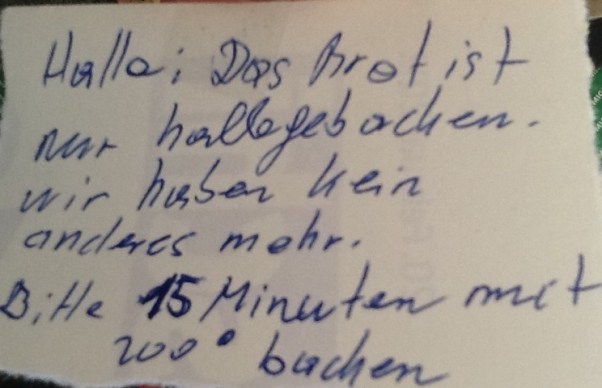 Hallo; Das Brot ist
nur halbgebacken.
wir haben kein
anderes mehr.
Bitte 15 Minuten mit
200° backen